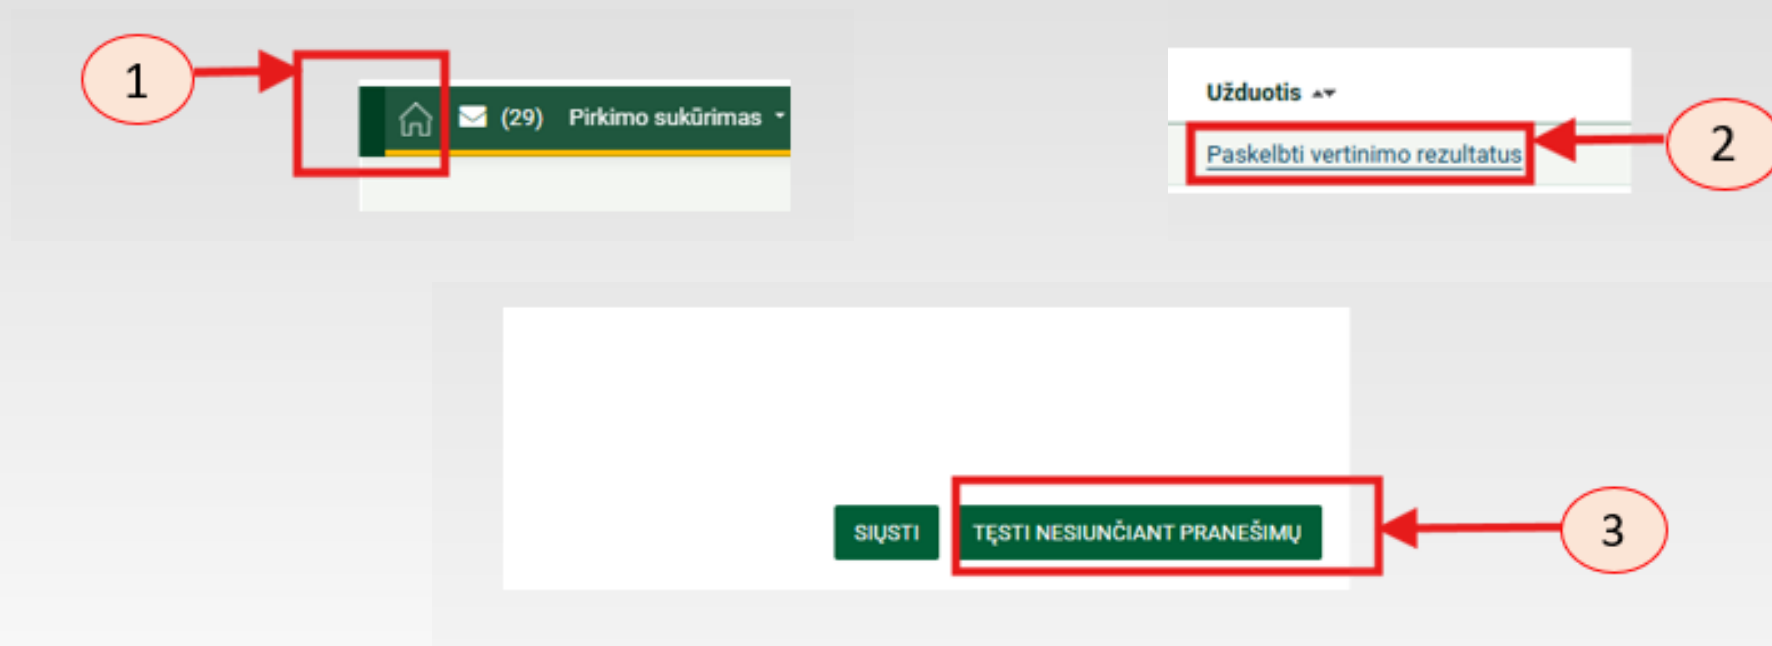 1
(29) Pirkimo sukūrimas
Užduotis
Paskelbti vertinimo rezultatus
2
SIŲSTI
TĘSTI NESIUNČIANT PRANEŠIMŲ
3